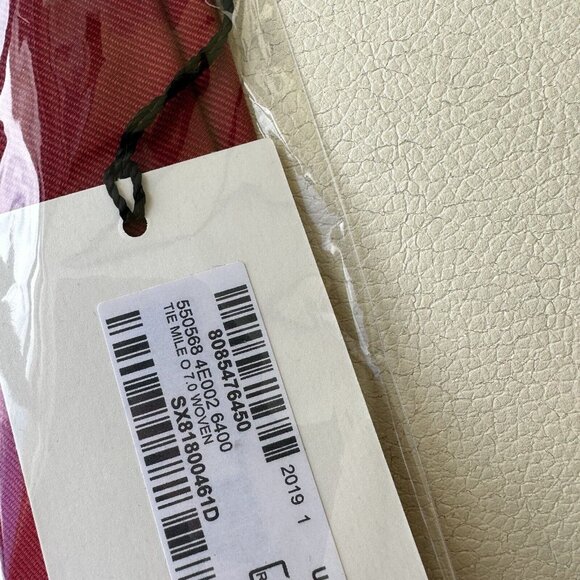 8085476450
550568 4E002 6400
TIE MILE O 7.0 WOVEN
SX81800461D
2019 1
U
R